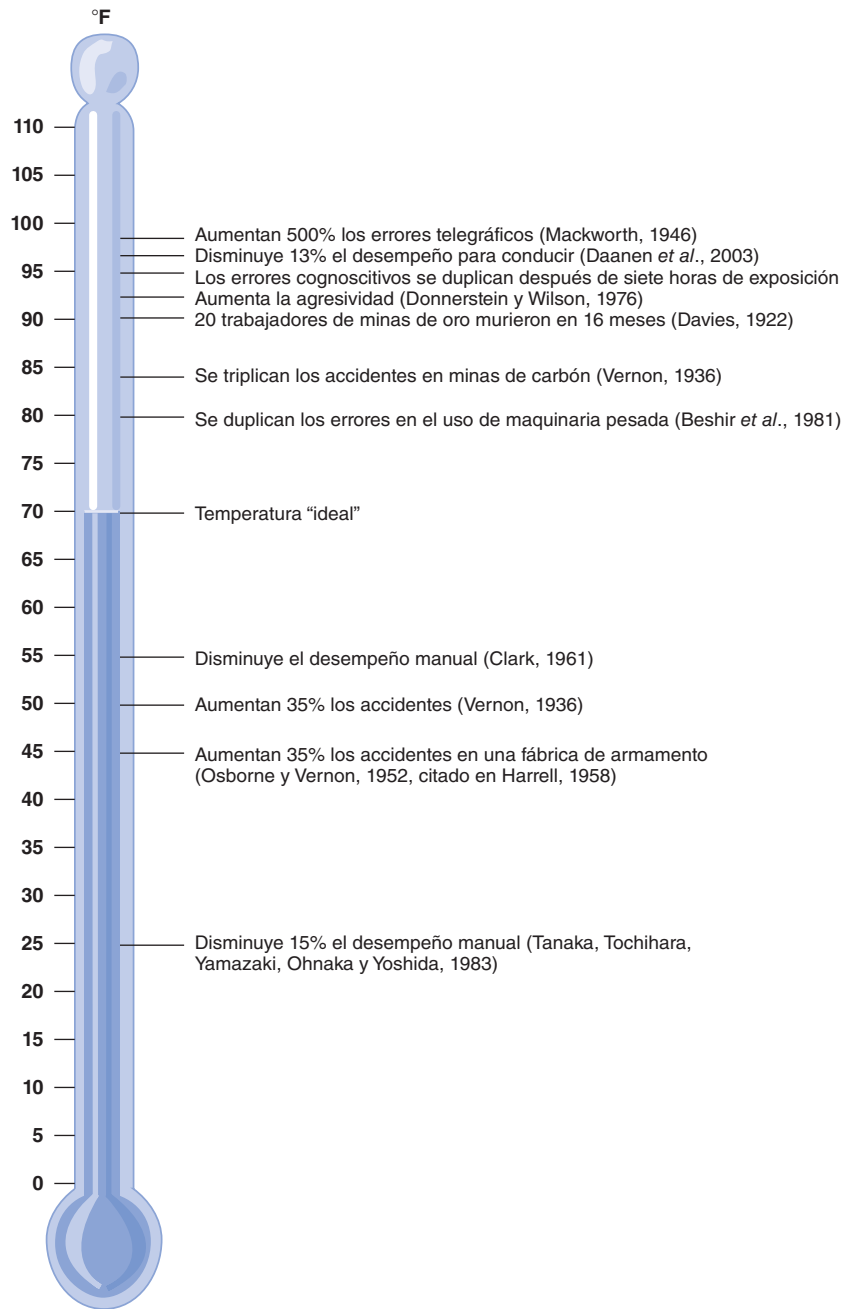 °F
110
105
100
Aumentan 500% los errores telegráficos (Mackworth, 1946)
Disminuye 13% el desempeño para conducir (Daanen et al., 2003)
95
Los errores cognoscitivos se duplican después de siete horas de exposición
Aumenta la agresividad (Donnerstein y Wilson, 1976)
90
20 trabajadores de minas de oro murieron en 16 meses (Davies, 1922)
85
Se triplican los accidentes en minas de carbón (Vernon, 1936)
80
Se duplican los errores en el uso de maquinaria pesada (Beshir et al., 1981)
75
70
Temperatura “ideal”
65
60
55
Disminuye el desempeño manual (Clark, 1961)
50
Aumentan 35% los accidentes (Vernon, 1936)
45
Aumentan 35% los accidentes en una fábrica de armamento
(Osborne y Vernon, 1952, citado en Harrell, 1958)
40
35
30
25
Disminuye 15% el desempeño manual (Tanaka, Tochihara,
Yamazaki, Ohnaka y Yoshida, 1983)
20
15
10
5
0